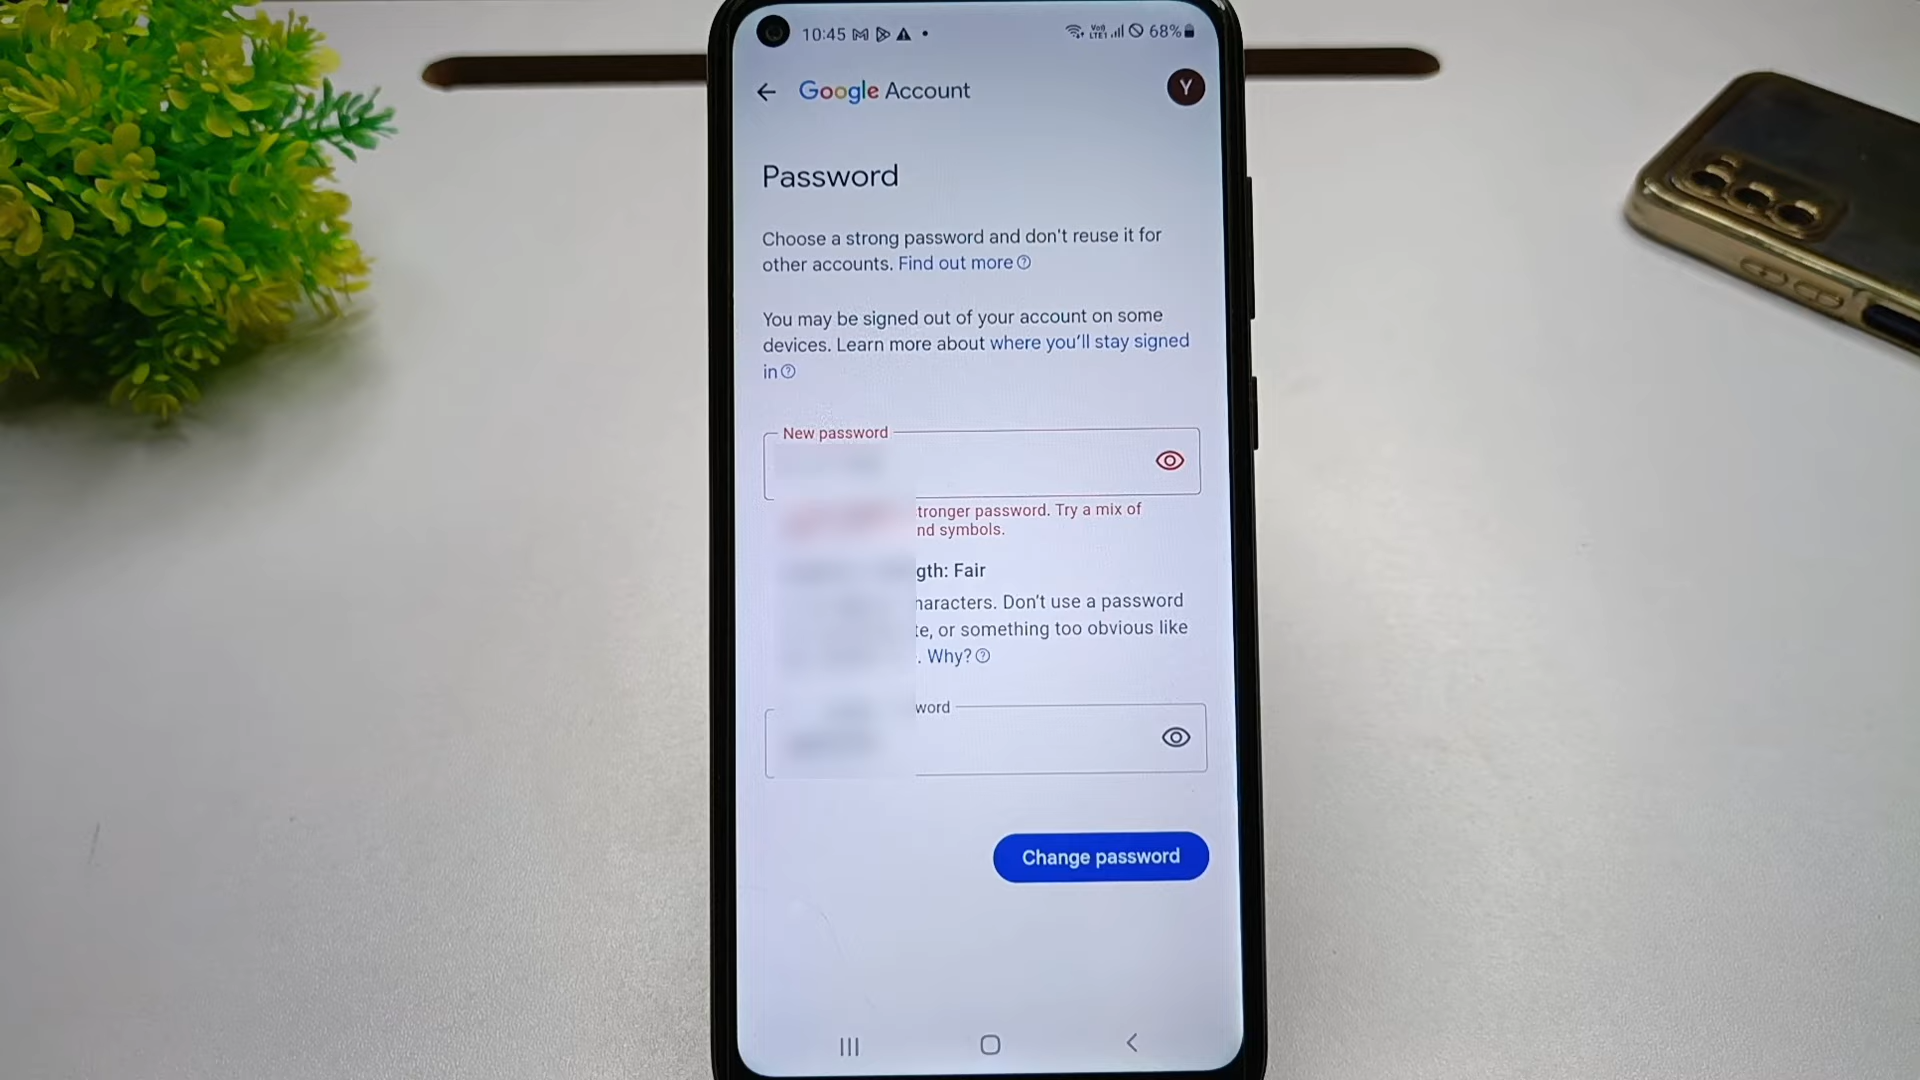 10:45
Vo))
LTE1
68%
Google Account
Y
Password
Choose a strong password and don't reuse it for
other accounts. Find out more
You may be signed out of your account on some
devices. Learn more about where you'll stay signed
in
New password
tronger password. Try a mix of
nd symbols.
gth: Fair
haracters. Don't use a password
te, or something too obvious like
. Why?
word
Change password